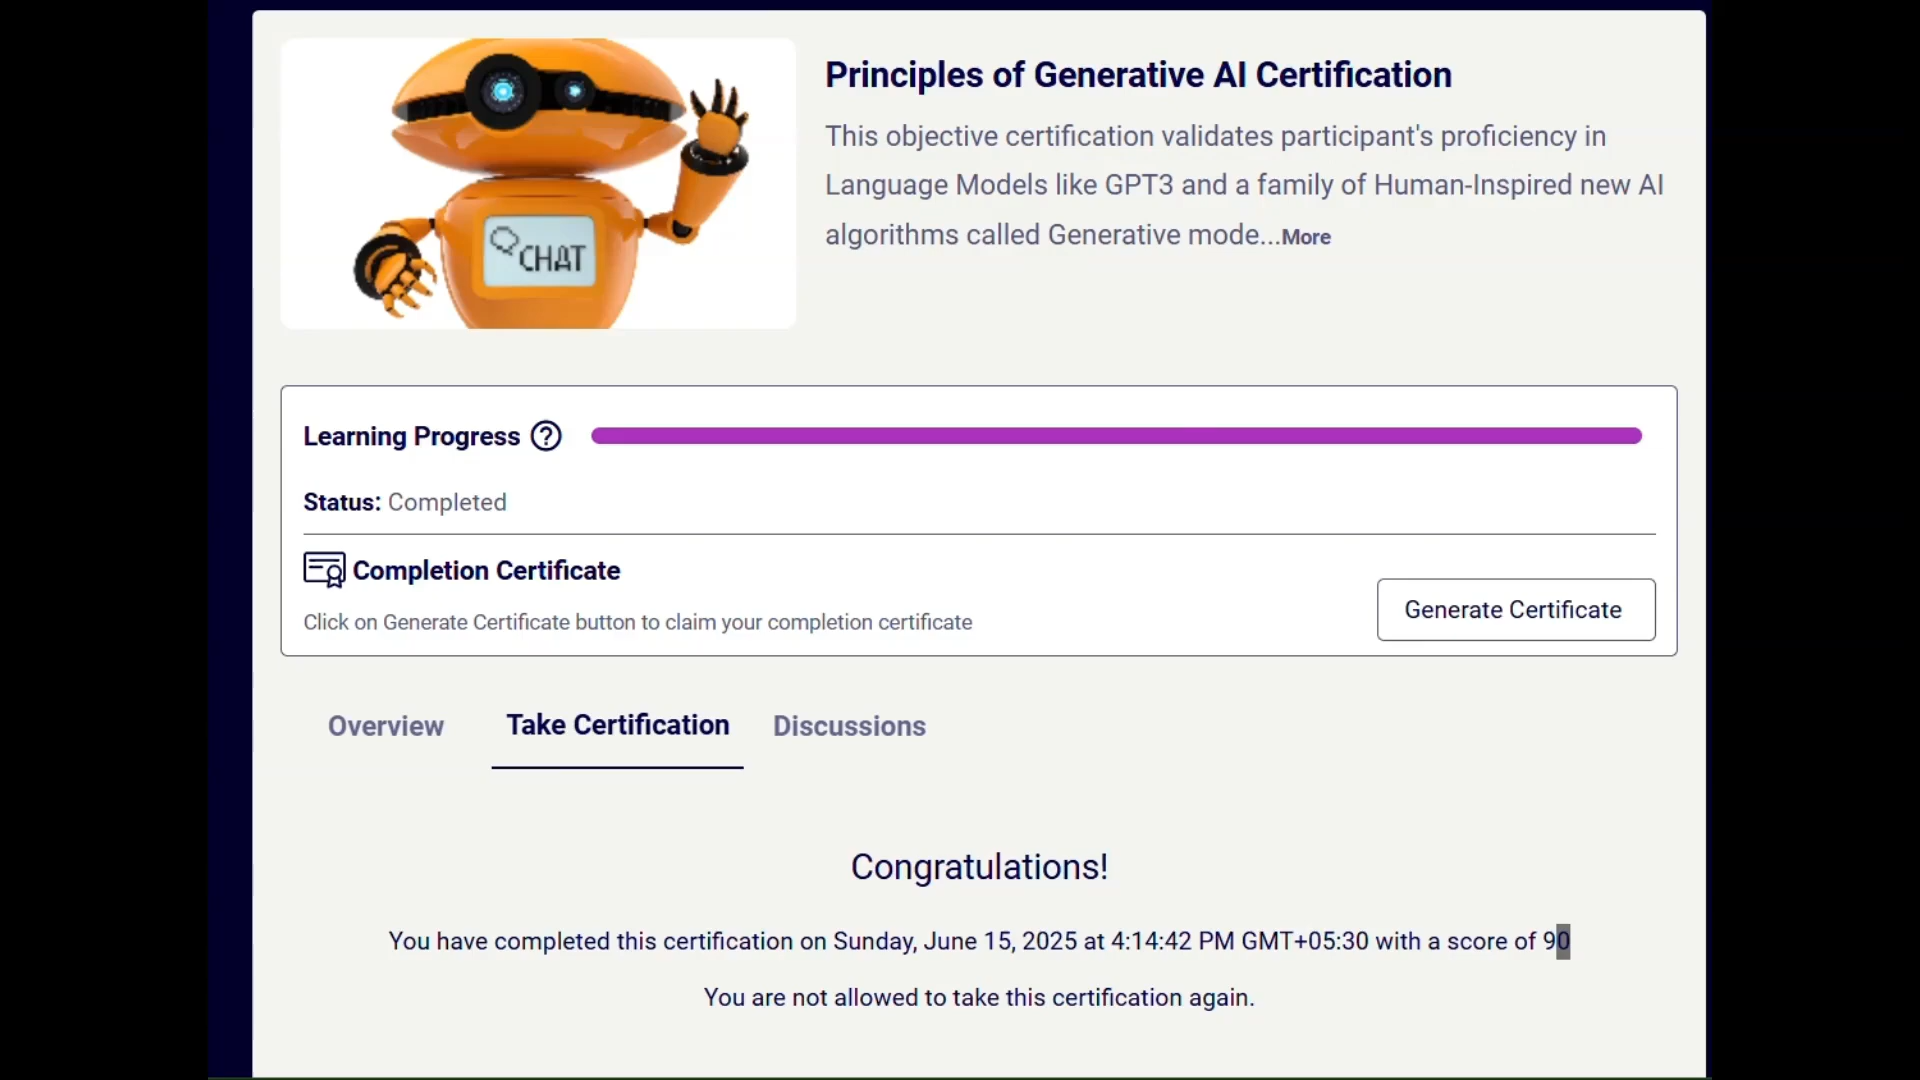 CHAT
Principles of Generative AI Certification
This objective certification validates participant's proficiency in
Language Models like GPT3 and a family of Human-Inspired new AI
algorithms called Generative mode...More
Learning Progress ?
Status: Completed
Completion Certificate
Click on Generate Certificate button to claim your completion certificate
Generate Certificate
Overview Take Certification Discussions
Congratulations!
You have completed this certification on Sunday, June 15, 2025 at 4:14:42 PM GMT+05:30 with a score of 90
You are not allowed to take this certification again.